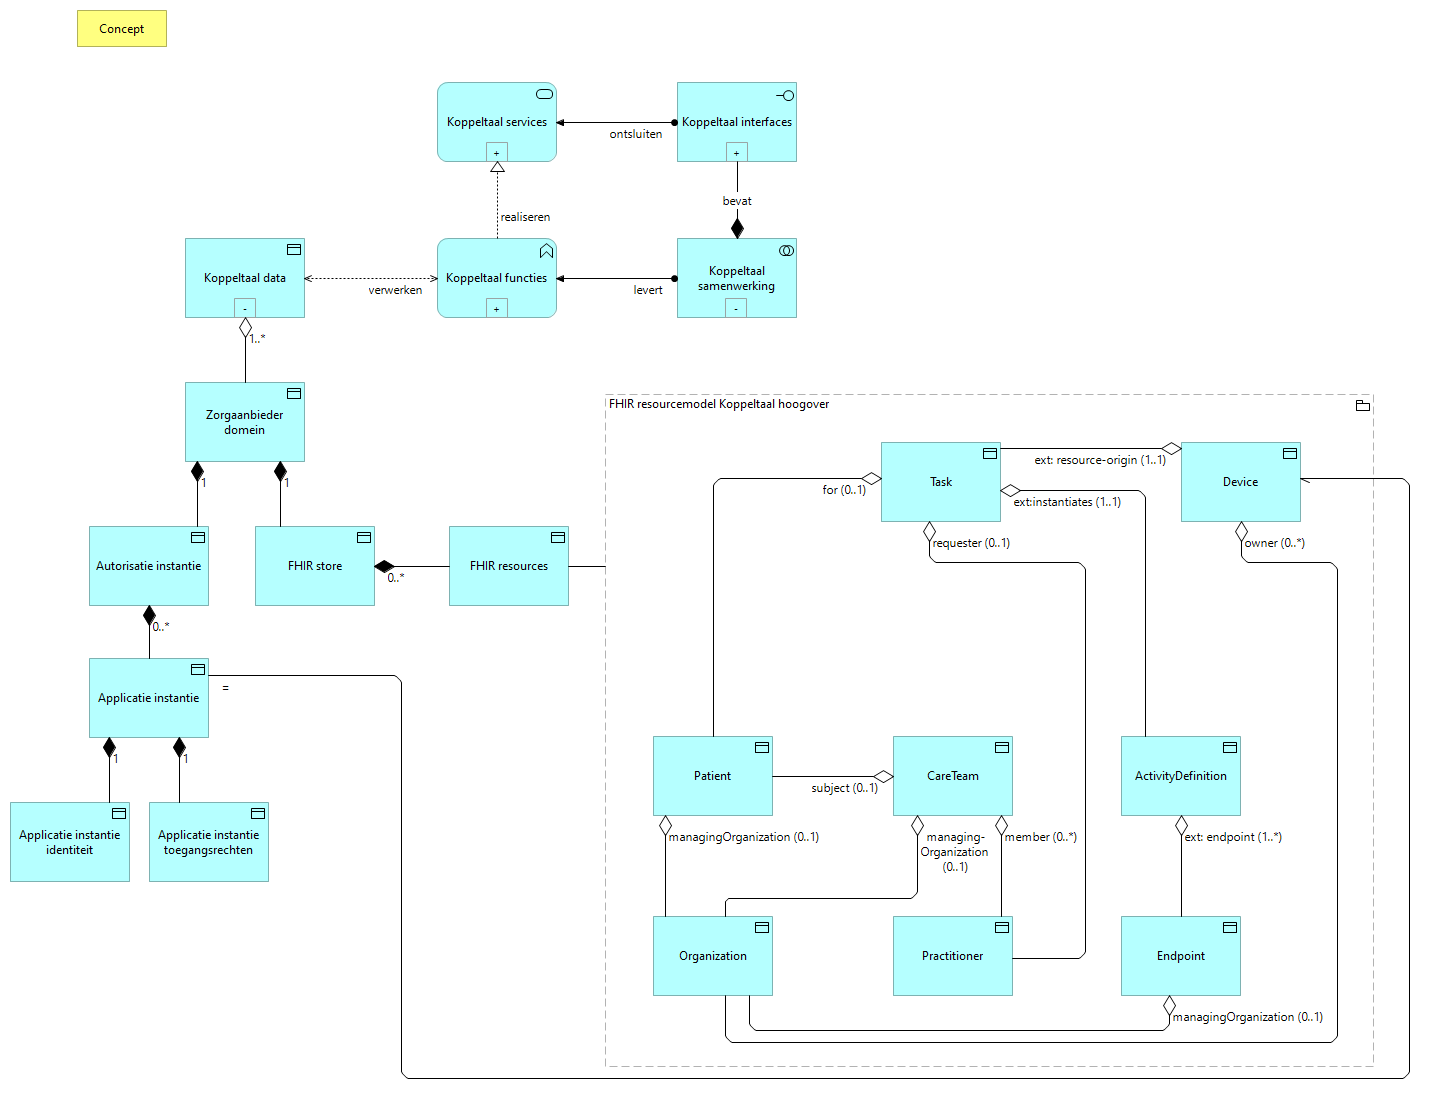 Concept
Koppeltaal services
+
ontsluiten
Koppeltaal interfaces
+
realiseren
bevat
Koppeltaal data
-
verwerken
Koppeltaal functies
+
levert
Koppeltaal
samenwerking
-
1..*
Zorgaanbieder
domein
1
1
Autorisatie instantie
FHIR store
0..*
FHIR resources
0..*
Applicatie instantie
=
1
1
Applicatie instantie
identiteit
Applicatie instantie
toegangsrechten
FHIR resourcemodel Koppeltaal hoogover
Task
ext: resource-origin (1..1)
Device
for (0..1)
ext:instantiates (1..1)
requester (0..1)
owner (0..*)
Patient
subject (0..1)
CareTeam
ActivityDefinition
managingOrganization (0..1)
managing-
Organization
(0..1)
member (0..*)
ext: endpoint (1..*)
Organization
Practitioner
Endpoint
managingOrganization (0..1)